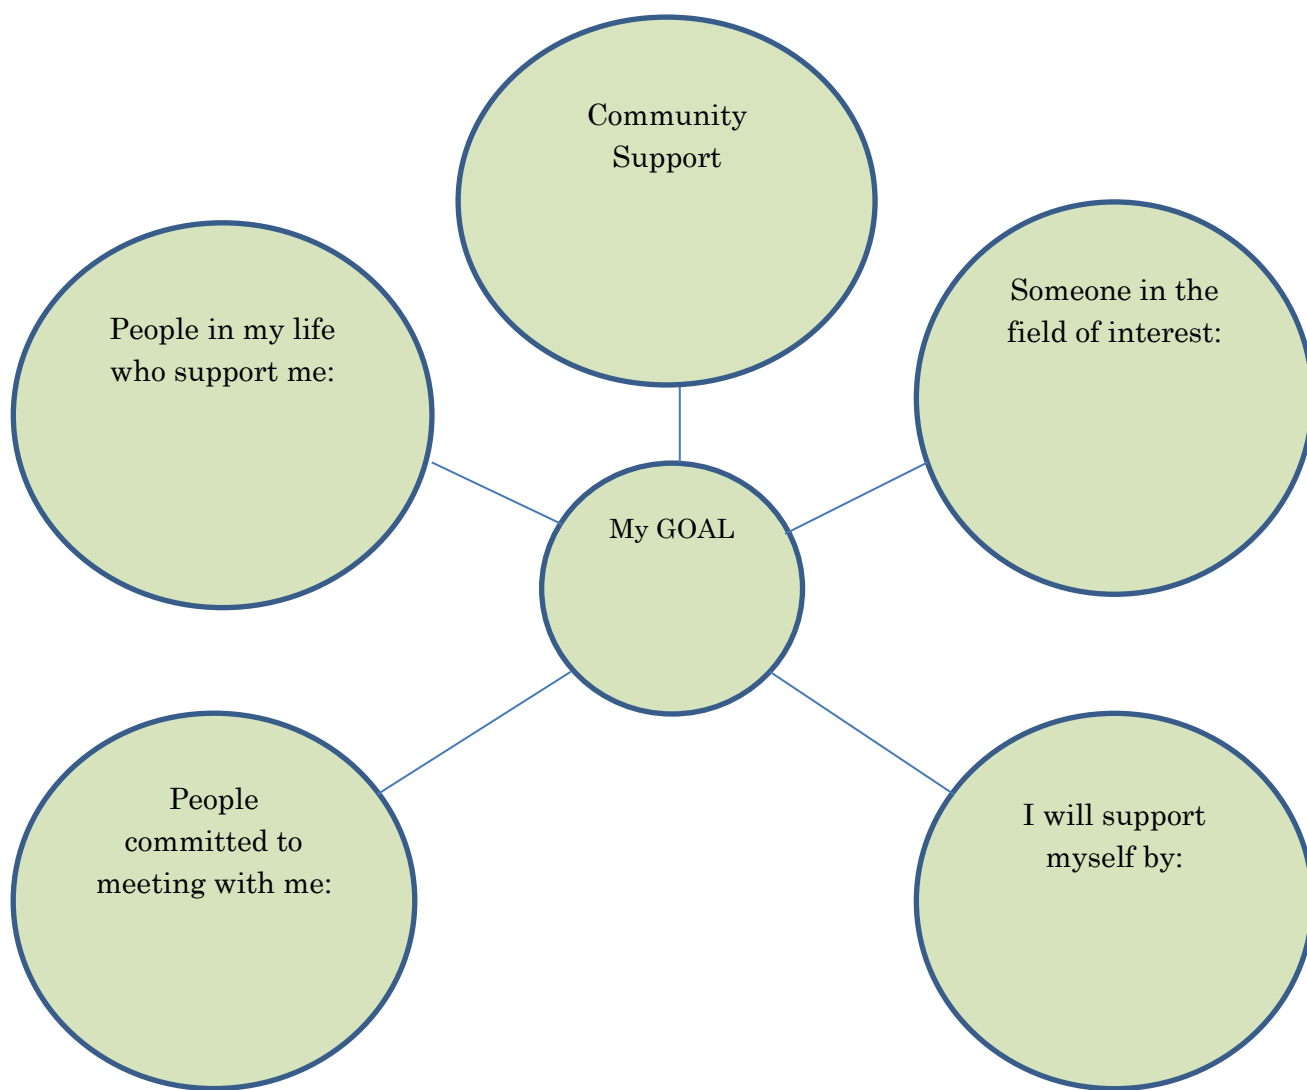 Community
Support
People in my life
who support me:
Someone in the
field of interest:
My GOAL
People
committed to
meeting with me:
I will support
myself by: